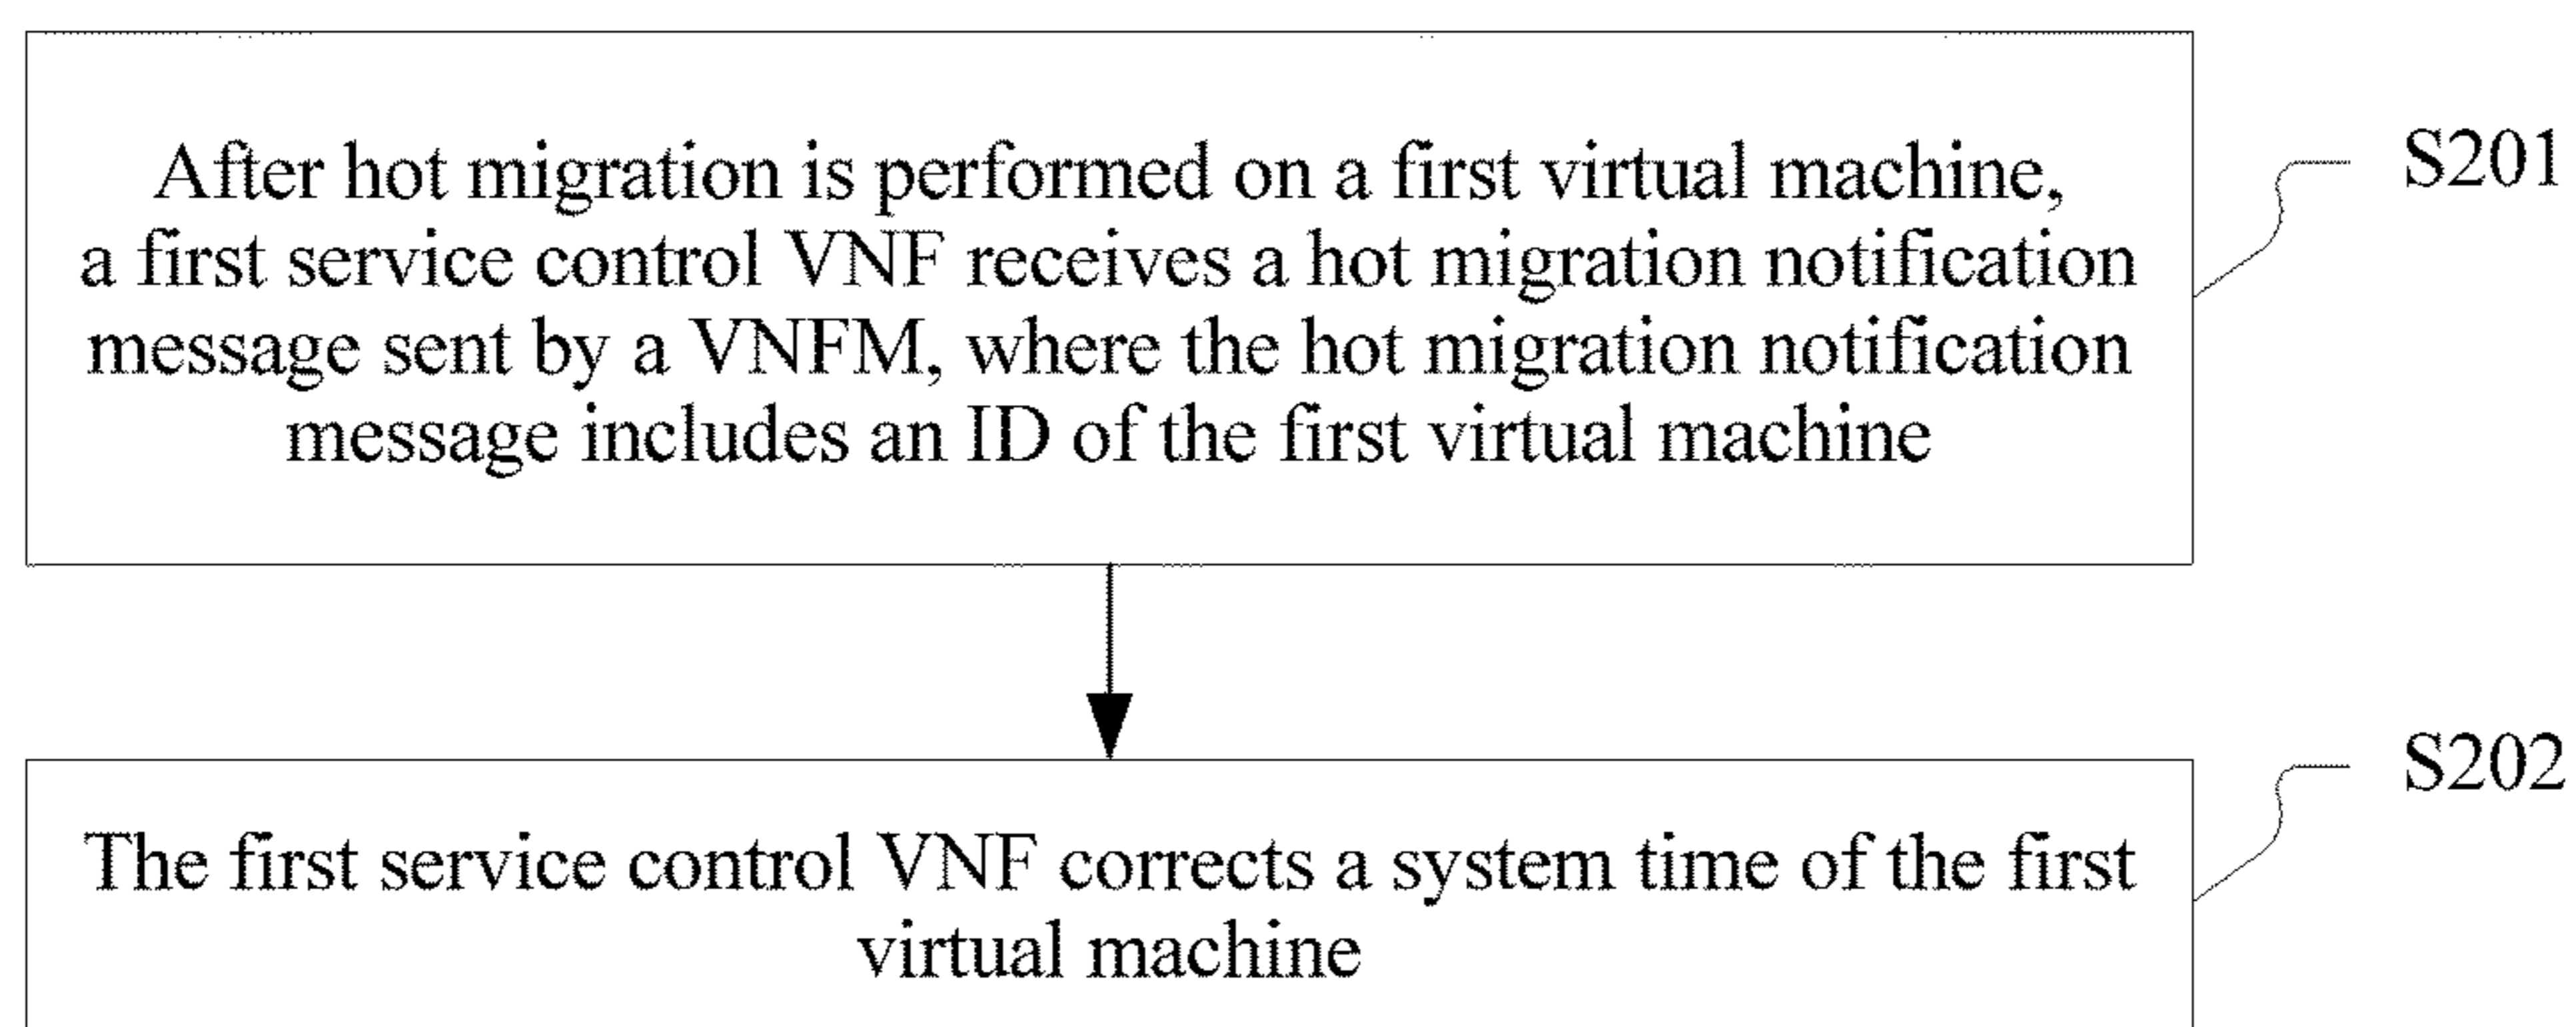 After hot migration is performed on a first virtual machine,
a first service control VNF receives a hot migration notification
message sent by a VNFM, where the hot migration notification
message includes an ID of the first virtual machine
S201
The first service control VNF corrects a system time of the first
virtual machine
S202